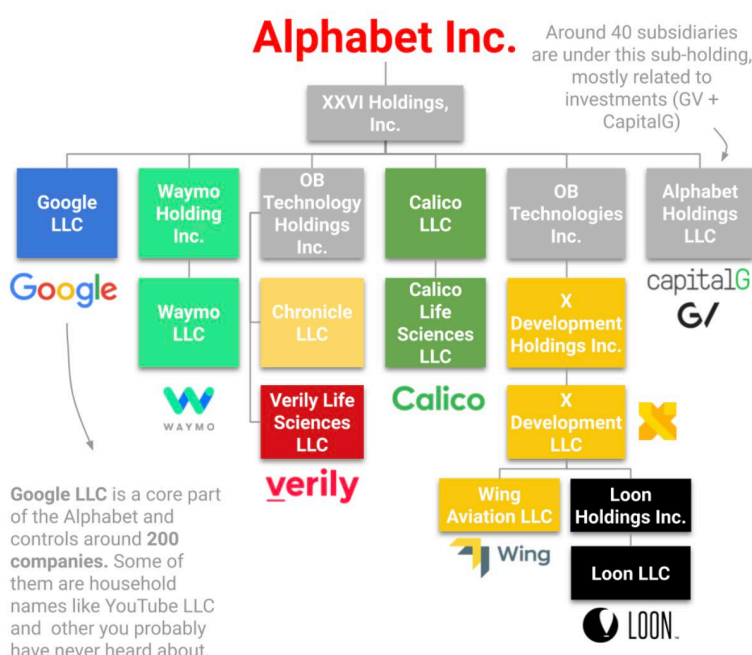 Alphabet Inc.
Around 40 subsidiaries
are under this sub-holding,
mostly related to
investments (GV +
CapitalG)
XXVI Holdings,
Inc.
Google
LLC
Waymo
Holding
Inc.
OB
Technology
Holdings
Inc.
Calico
LLC
OB
Technologies
Inc.
Alphabet
Holdings
LLC
Google
Waymo
LLC
Chronicle
LLC
Calico
Life
Sciences
LLC
X
Development
Holdings Inc.
capitalG
G/
WAYMO
Verily Life
Sciences
LLC
Calico
X
Development
LLC
verily
Wing
Aviation LLC
Loon
Holdings Inc.
Wing
Loon LLC
LOON
Google LLC is a core part
of the Alphabet and
controls around 200
companies. Some of
them are household
names like YouTube LLC
and other you probably
have never heard about